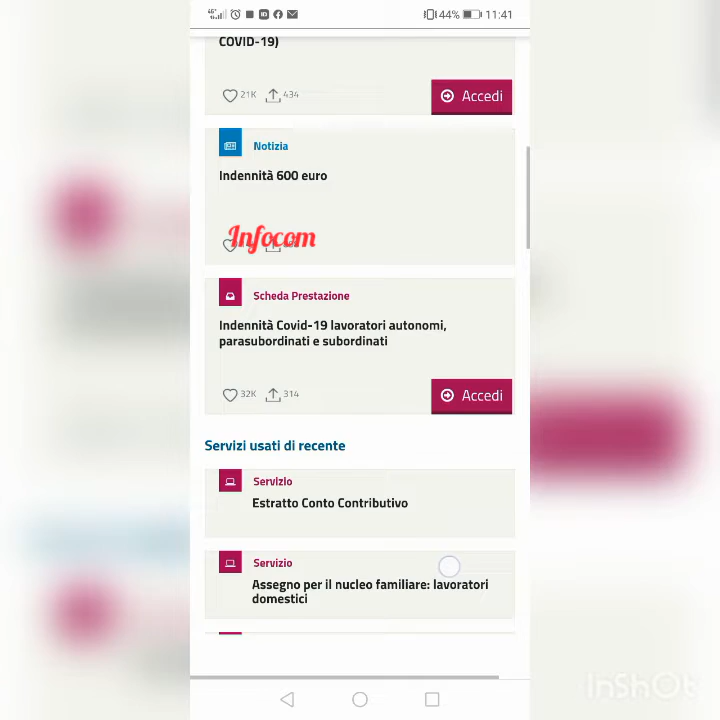 44%
11:41
COVID-19)
21K
434
Accedi
Notizia
Indennità 600 euro
Infocom
Scheda Prestazione
Indennità Covid-19 lavoratori autonomi,
parasubordinati e subordinati
32K
314
Accedi
Servizi usati di recente
Servizio
Estratto Conto Contributivo
Servizio
Assegno per il nucleo familiare: lavoratori
domestici
InShOt